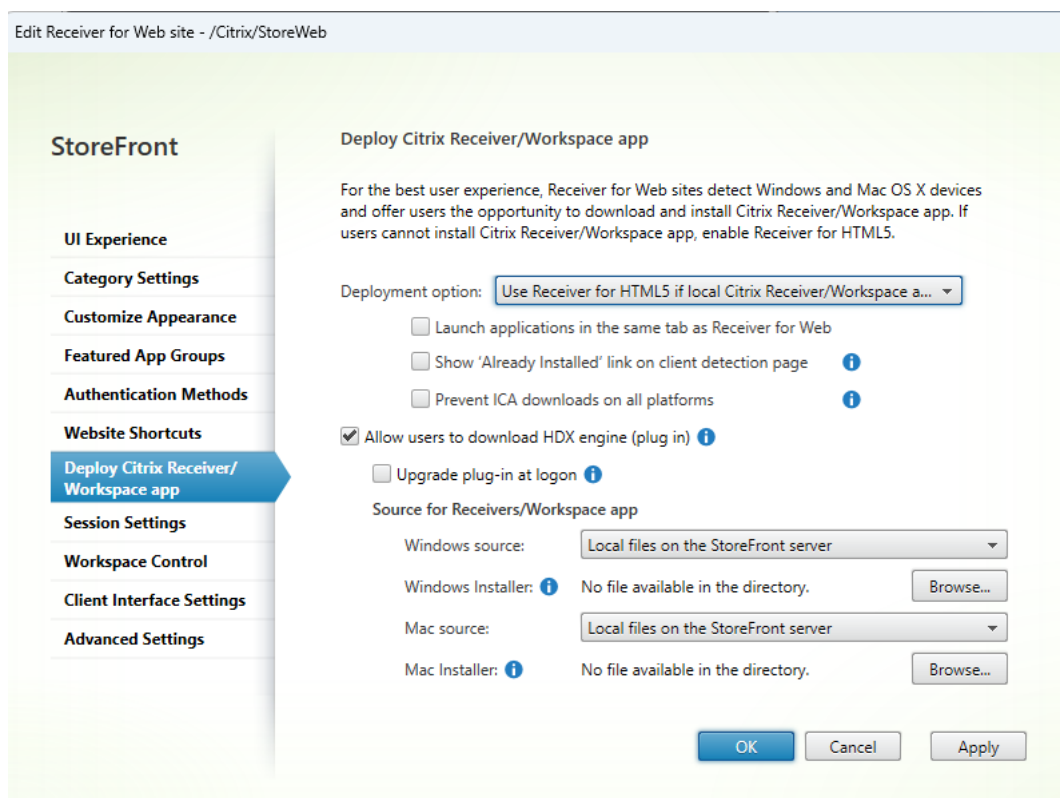 Edit Receiver for Web site - /Citrix/StoreWeb
StoreFront
UI Experience
Category Settings
Customize Appearance
Featured App Groups
Authentication Methods
Website Shortcuts
Deploy Citrix Receiver/
Workspace app
Session Settings
Workspace Control
Client Interface Settings
Advanced Settings
Deploy Citrix Receiver/Workspace app
For the best user experience, Receiver for Web sites detect Windows and Mac OS X devices
and offer users the opportunity to download and install Citrix Receiver/Workspace app. If
users cannot install Citrix Receiver/Workspace app, enable Receiver for HTML5.
Deployment option: Use Receiver for HTML5 if local Citrix Receiver/Workspace a...
Launch applications in the same tab as Receiver for Web
Show ‘Already Installed’ link on client detection page
Prevent ICA downloads on all platforms
Allow users to download HDX engine (plug in)
Upgrade plug-in at logon
Source for Receivers/Workspace app
Windows source: Local files on the StoreFront server
Windows Installer: No file available in the directory. Browse...
Mac source: Local files on the StoreFront server
Mac Installer: No file available in the directory. Browse...
OK Cancel Apply